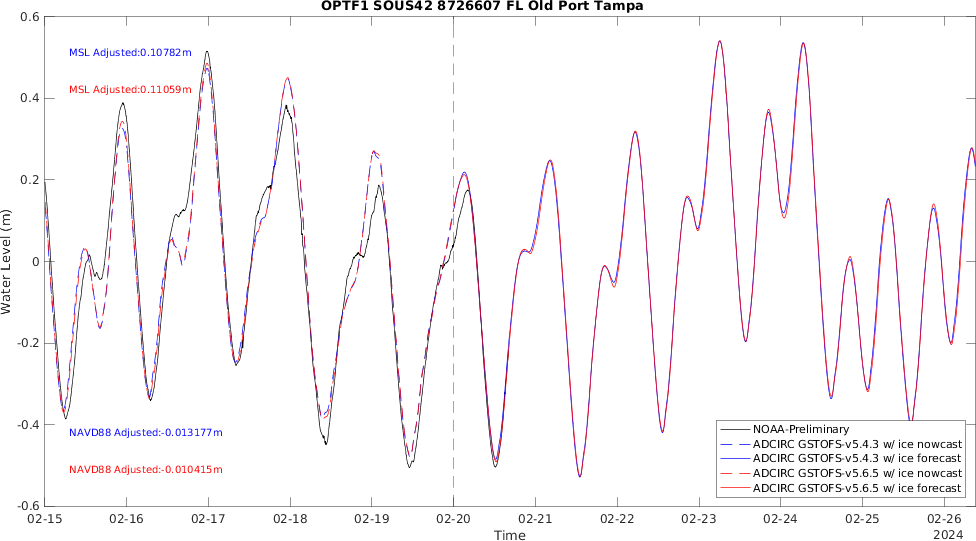 OPTF1 SOUS42 8726607 FL Old Port Tampa
0.6
0.4
0.2
0
-0.2
-0.4
-0.6
Water Level (m)
MSL Adjusted:0.10782m
MSL Adjusted:0.11059m
NAVD88 Adjusted:-0.013177m
NAVD88 Adjusted:-0.010415m
NOAA-Preliminary
ADCIRC GSTOFS-v5.4.3 w/ ice nowcast
ADCIRC GSTOFS-v5.4.3 w/ ice forecast
ADCIRC GSTOFS-v5.6.5 w/ ice nowcast
ADCIRC GSTOFS-v5.6.5 w/ ice forecast
02-15 02-16 02-17 02-18 02-19 02-20 02-21 02-22 02-23 02-24 02-25 02-26
Time
2024